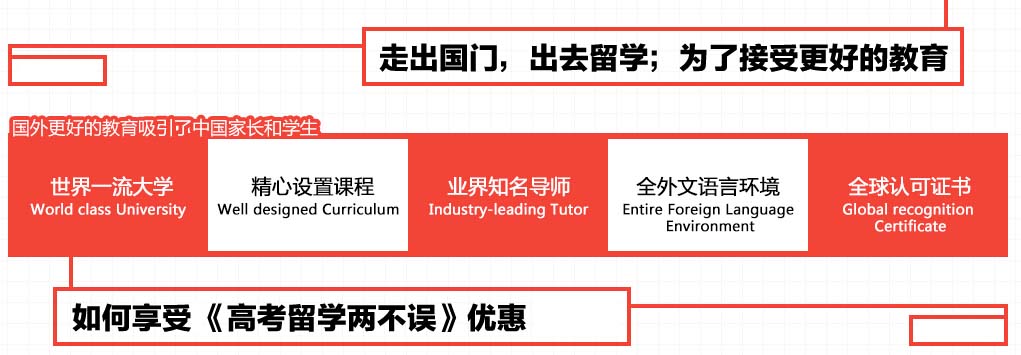 走出国门，出去留学；为了接受更好的教育
国外更好的教育吸引了中国家长和学生
世界一流大学
World class University
精心设置课程
Well designed Curriculum
业界知名导师
Industry-leading Tutor
全外文语言环境
Entire Foreign Language
Environment
全球认可证书
Global recognition
Certificate
如何享受《高考留学两不误》优惠